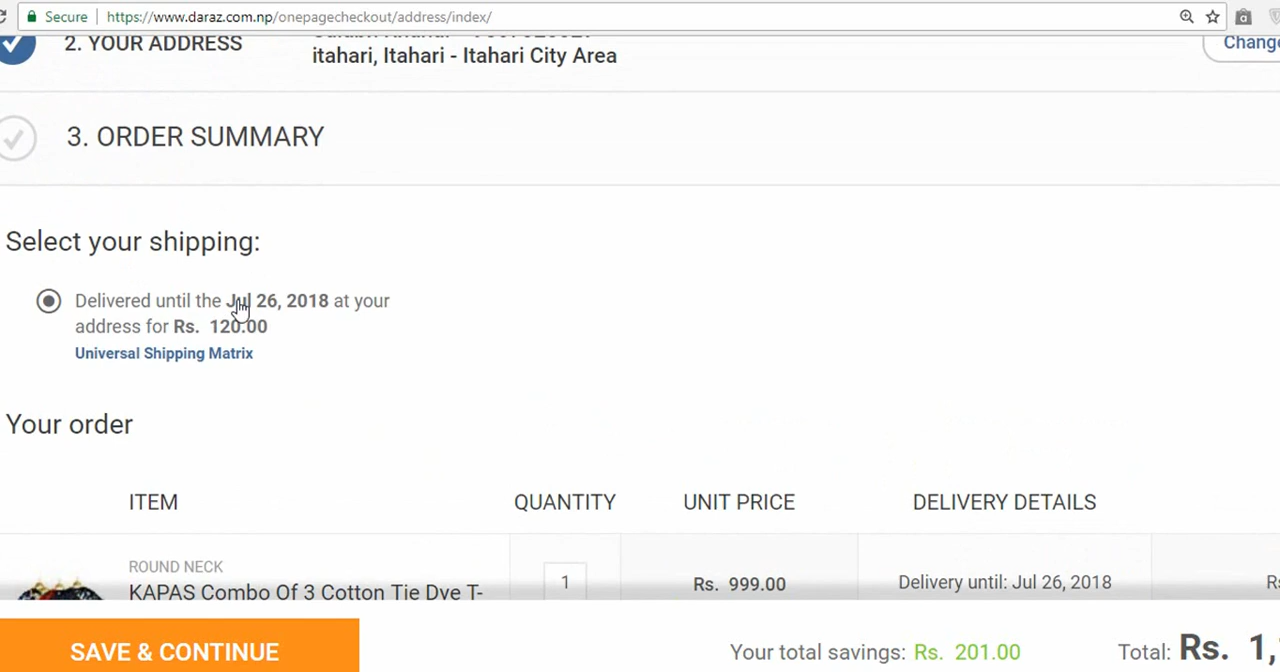 Secure https://www.daraz.com.np/onepagecheckout/address/index/
2. YOUR ADDRESS
itahari, Itahari - Itahari City Area
Change
3. ORDER SUMMARY
Select your shipping:
Delivered until the Jul 26, 2018 at your
address for Rs. 120.00
Universal Shipping Matrix
Your order
ITEM QUANTITY UNIT PRICE DELIVERY DETAILS
ROUND NECK
KAPAS Combo Of 3 Cotton Tie Dye T-
1 Rs. 999.00 Delivery until: Jul 26, 2018
SAVE & CONTINUE
Your total savings: Rs. 201.00 Total: Rs. 1,